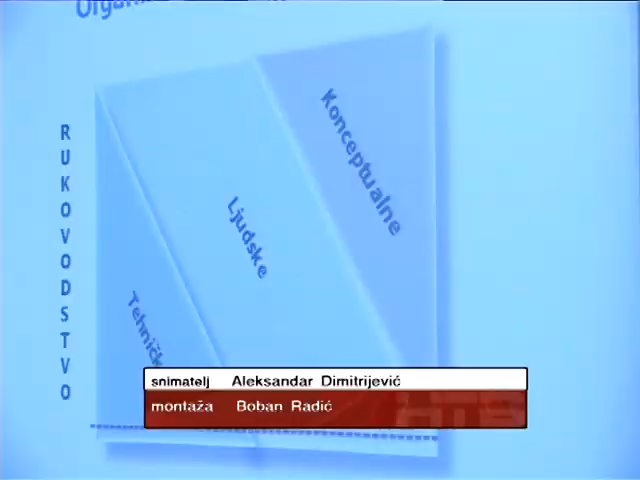 RUKOVODSTVO
Konceptualne
Ljudske
snimatelj Aleksandar Dimitrijević
montaža Boban Radić